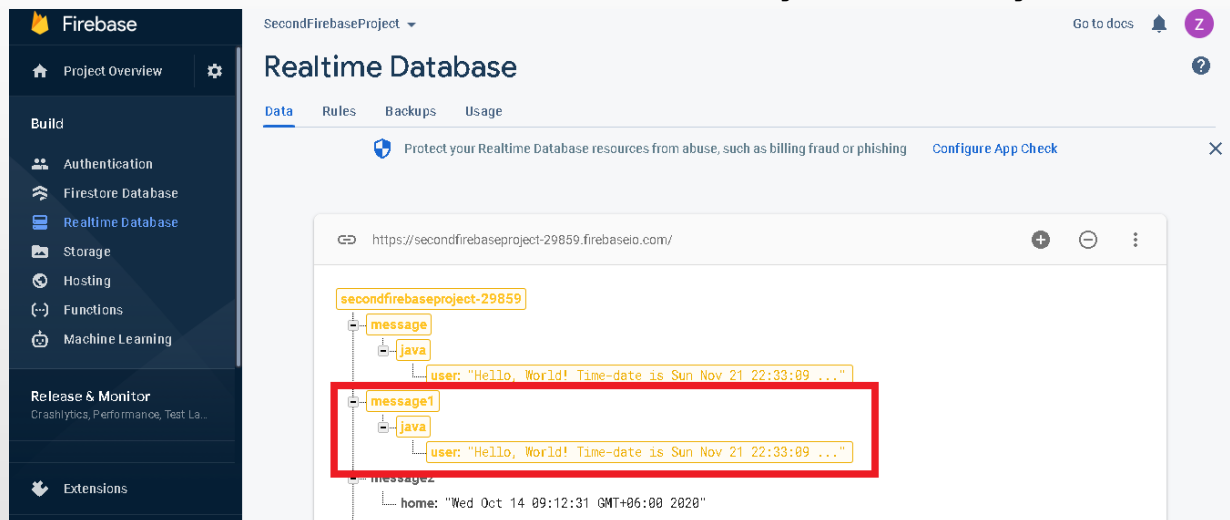 Firebase
SecondFirebaseProject
Go to docs
Z
Project Overview
Realtime Database
?
Data Rules Backups Usage
Build
Protect your Realtime Database resources from abuse, such as billing fraud or phishing Configure App Check
Authentication
Firestore Database
Realtime Database
Storage
Hosting
Functions
Machine Learning
https://secondfirebaseproject-29859.firebaseio.com/
secondfirebaseproject-29859
message
java
user: "Hello, World! Time-date is Sun Nov 21 22:33:09 ..."
message1
java
user: "Hello, World! Time-date is Sun Nov 21 22:33:09 ..."
message2
home: "Wed Oct 14 09:12:31 GMT+06:00 2020"
Release & Monitor
Crashlytics, Performance, Test La...
Extensions